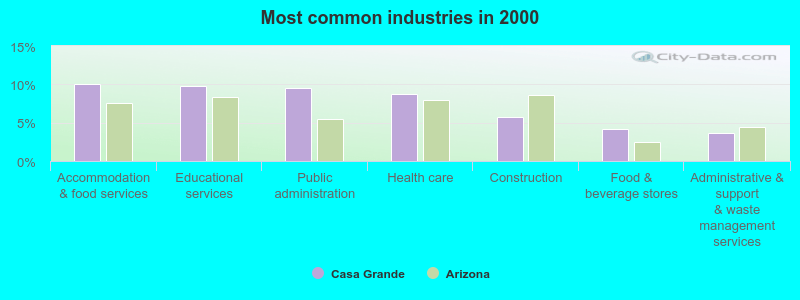 Most common industries in 2000
15%
10%
5%
0%
City-Data.com
Accommodation
& food services
Educational
services
Public
administration
Health care
Construction
Food &
beverage stores
Administrative &
support
& waste
management
services
Casa Grande
Arizona